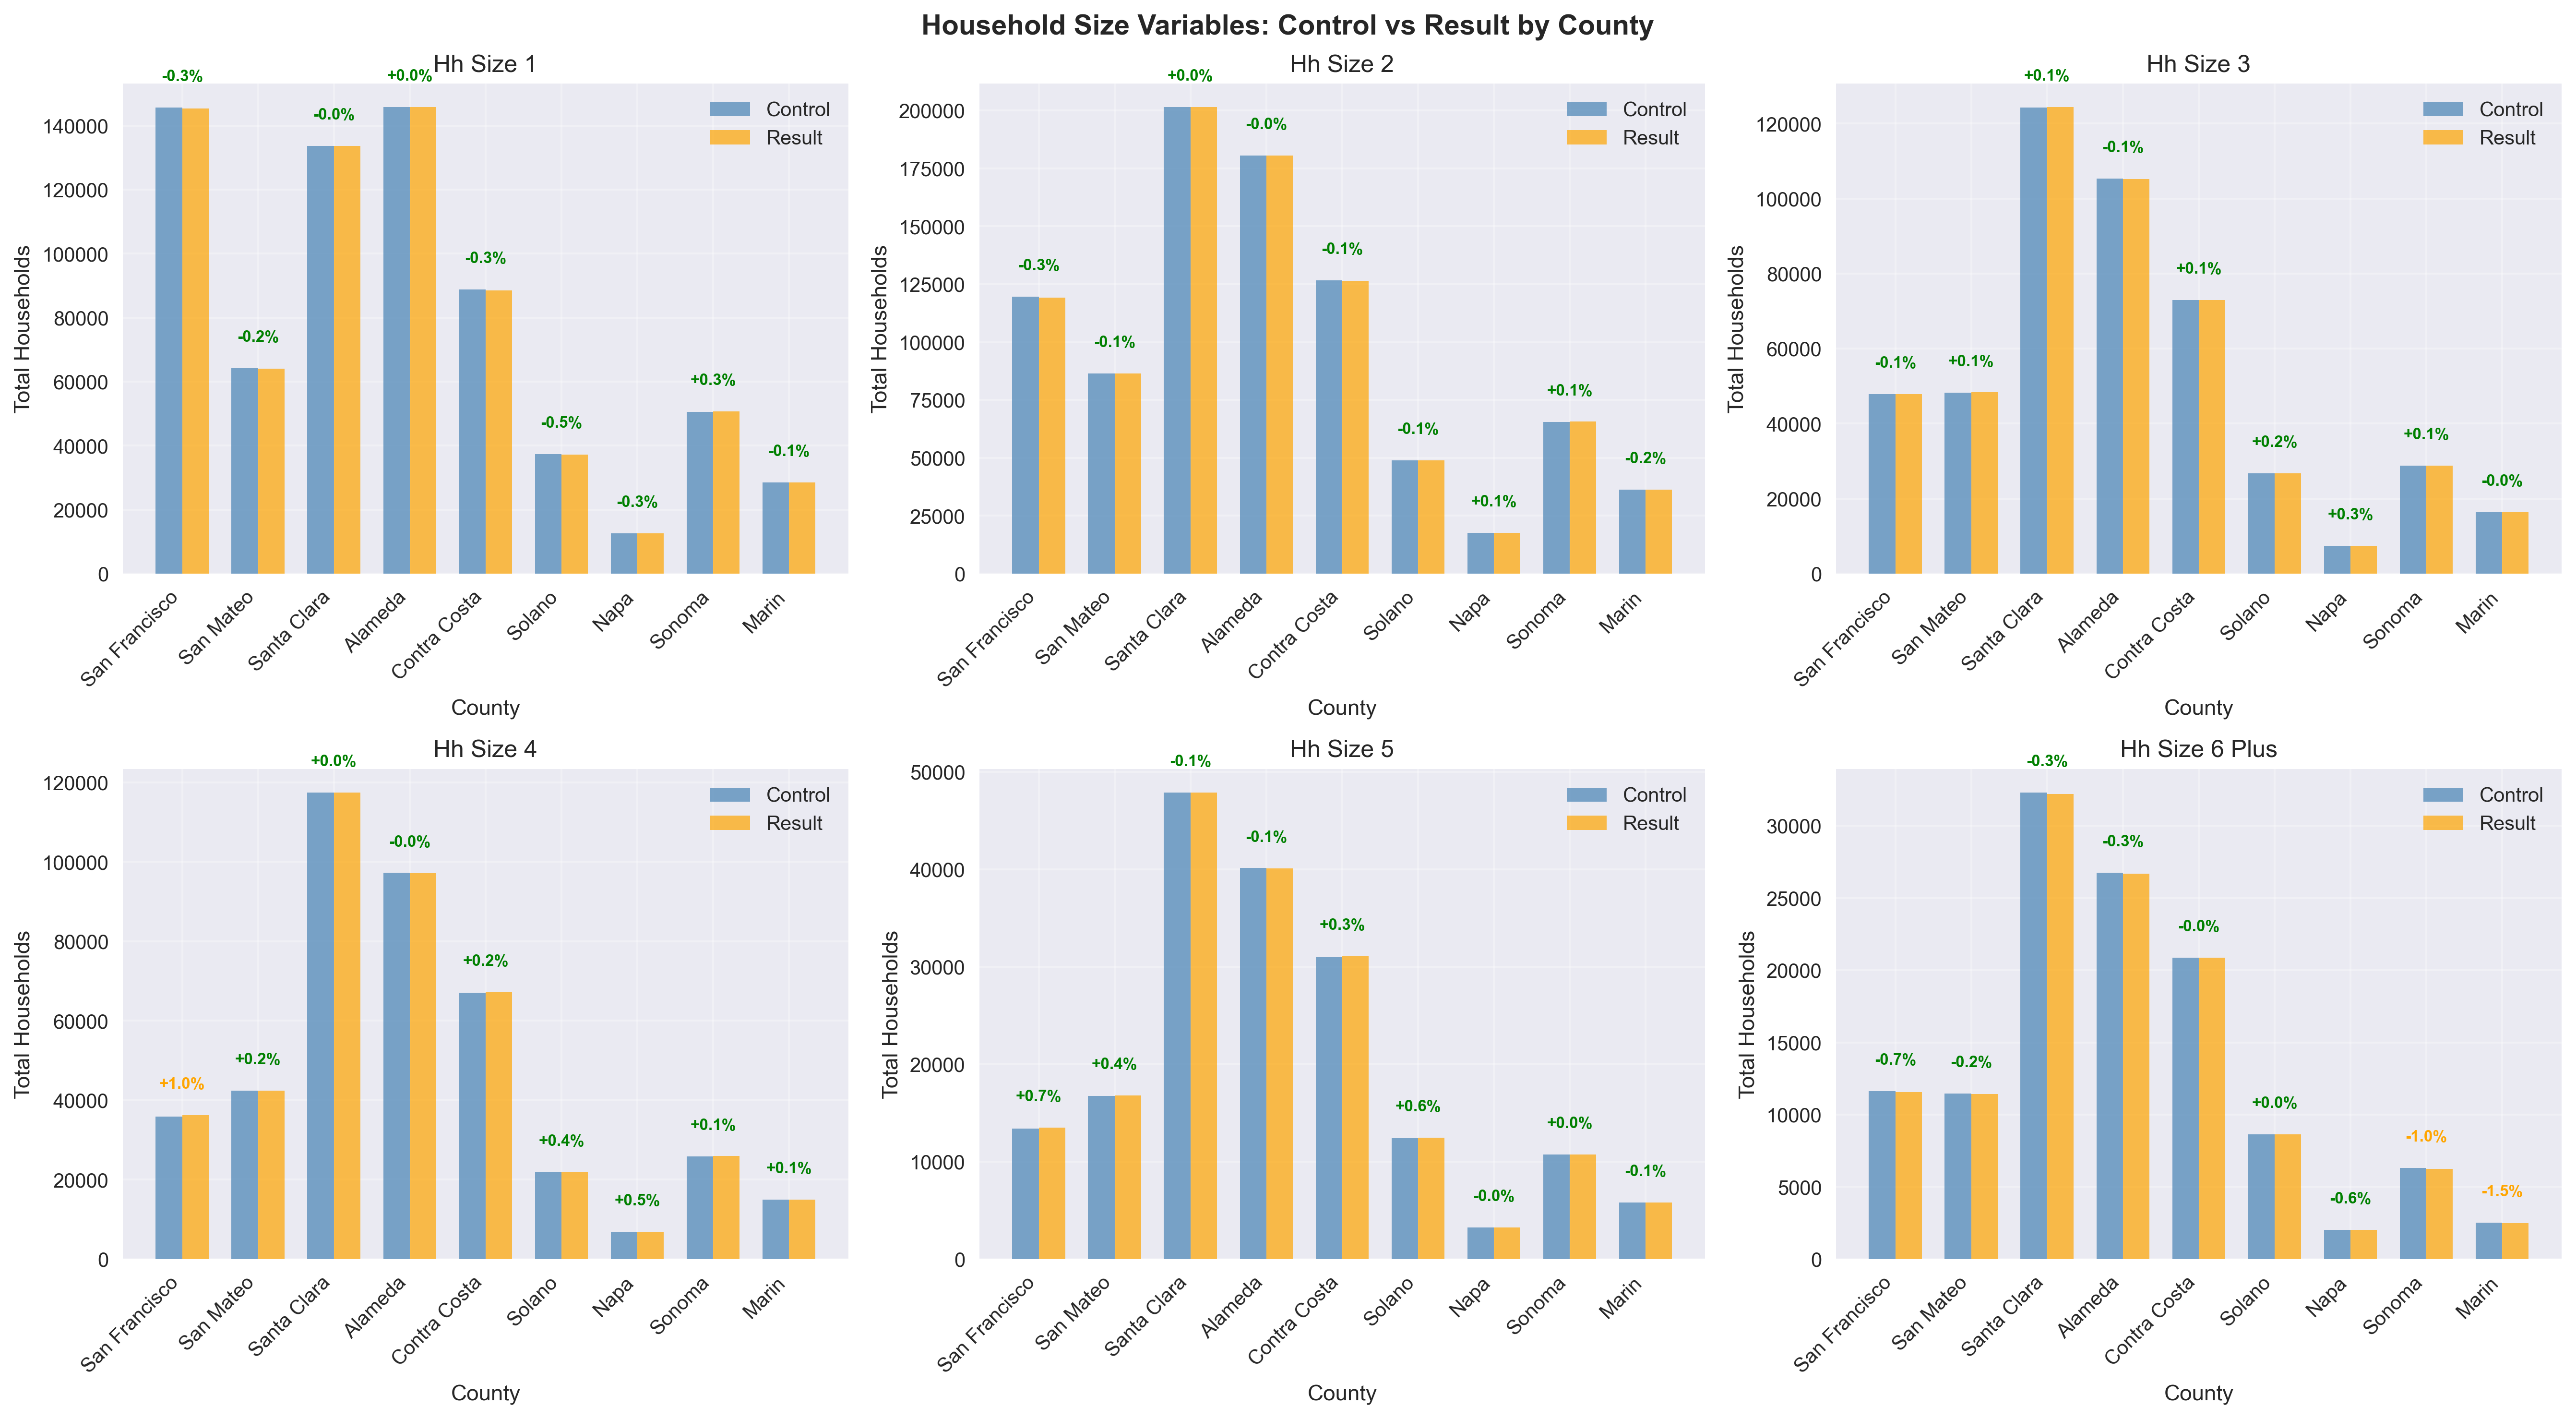 Household Size Variables: Control vs Result by County
Hh Size 1
-0.3%
+0.0%
-0.0%
-0.3%
-0.2%
-0.5%
-0.3%
+0.3%
-0.1%
Control
Result
Total Households
140000
120000
100000
80000
60000
40000
20000
0
San Francisco
San Mateo
Santa Clara
Alameda
Contra Costa
Solano
Napa
Sonoma
Marin
County
Hh Size 2
+0.0%
-0.0%
-0.1%
-0.3%
-0.1%
-0.1%
+0.1%
+0.1%
-0.2%
Control
Result
Total Households
200000
175000
150000
125000
100000
75000
50000
25000
0
San Francisco
San Mateo
Santa Clara
Alameda
Contra Costa
Solano
Napa
Sonoma
Marin
County
Hh Size 3
+0.1%
-0.1%
+0.1%
-0.1%
+0.1%
+0.2%
+0.3%
+0.1%
-0.0%
Control
Result
Total Households
120000
100000
80000
60000
40000
20000
0
San Francisco
San Mateo
Santa Clara
Alameda
Contra Costa
Solano
Napa
Sonoma
Marin
County
Hh Size 4
+0.0%
-0.0%
+0.2%
+1.0%
+0.2%
+0.4%
+0.5%
+0.1%
+0.1%
Control
Result
Total Households
120000
100000
80000
60000
40000
20000
0
San Francisco
San Mateo
Santa Clara
Alameda
Contra Costa
Solano
Napa
Sonoma
Marin
County
Hh Size 5
-0.1%
-0.1%
+0.3%
+0.7%
+0.4%
+0.6%
-0.0%
+0.0%
-0.1%
Control
Result
Total Households
50000
40000
30000
20000
10000
0
San Francisco
San Mateo
Santa Clara
Alameda
Contra Costa
Solano
Napa
Sonoma
Marin
County
Hh Size 6 Plus
-0.3%
-0.3%
-0.0%
-0.7%
-0.2%
+0.0%
-0.6%
-1.0%
-1.5%
Control
Result
Total Households
30000
25000
20000
15000
10000
5000
0
San Francisco
San Mateo
Santa Clara
Alameda
Contra Costa
Solano
Napa
Sonoma
Marin
County